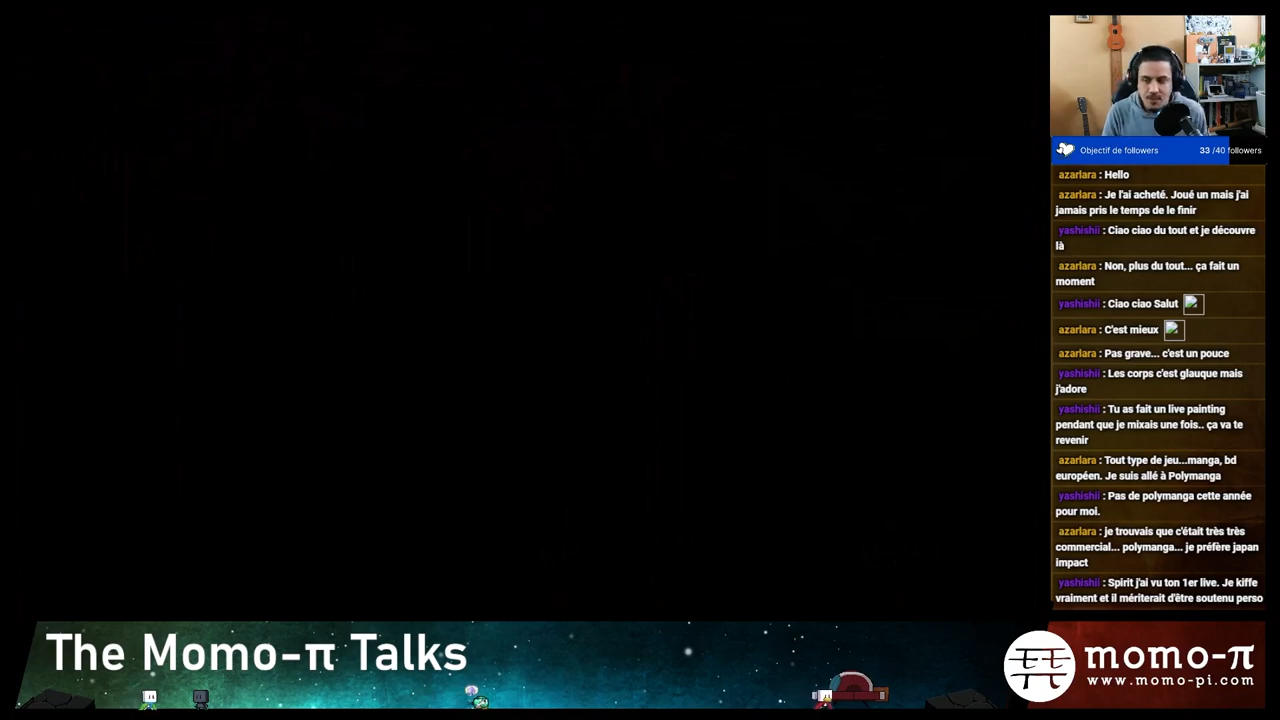 Objectif de followers 33 /40 followers
azarlara : Hello
azarlara : Je l'ai acheté. Joué un mais j'ai
jamais pris le temps de le finir
yashishii : Ciao ciao du tout et je découvre
là
azarlara : Non, plus du tout... ça fait un
moment
yashishii : Ciao ciao Salut
azarlara : C'est mieux
azarlara : Pas grave... c'est un pouce
yashishii : Les corps c'est glauque mais
j'adore
yashishii : Tu as fait un live painting
pendant que je mixais une fois.. ça va te
revenir
azarlara : Tout type de jeu...manga, bd
européen. Je suis allé à Polymanga
yashishii : Pas de polymanga cette année
pour moi.
azarlara : je trouvais que c'était très très
commercial... polymanga... je préfère japan
impact
yashishii : Spirit j'ai vu ton 1er live. Je kiffe
vraiment et il mériterait d'être soutenu perso
The Momo-π Talks
momo-π
www.momo-pi.com